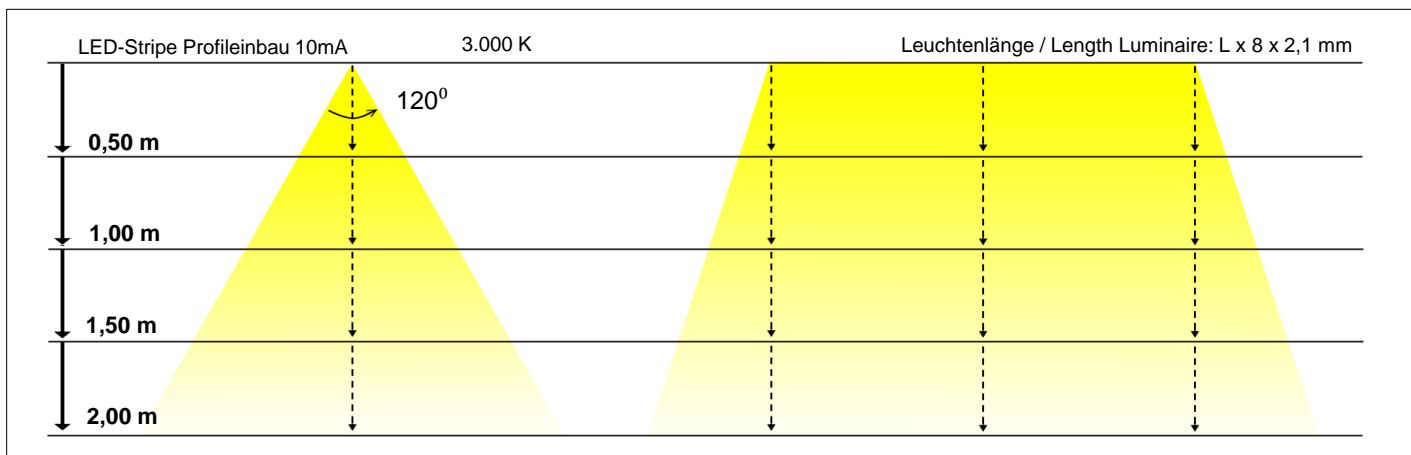 LED-Stripe Profileinbau 10mA 3.000 K Leuchtenlänge / Length Luminaire: L x 8 x 2,1 mm
120⁰
0,50 m
1,00 m
1,50 m
2,00 m